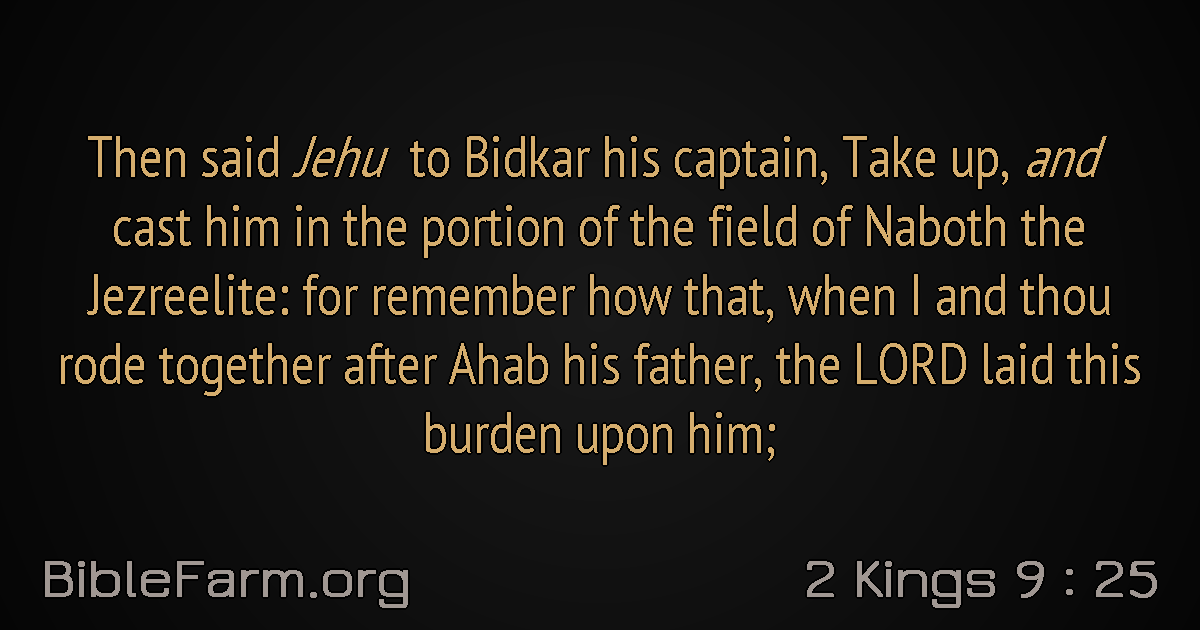 Then said Jehu to Bidkar his captain, Take up, and
cast him in the portion of the field of Naboth the
Jezreelite: for remember how that, when I and thou
rode together after Ahab his father, the LORD laid this
burden upon him;
BibleFarm.org
2 Kings 9 : 25